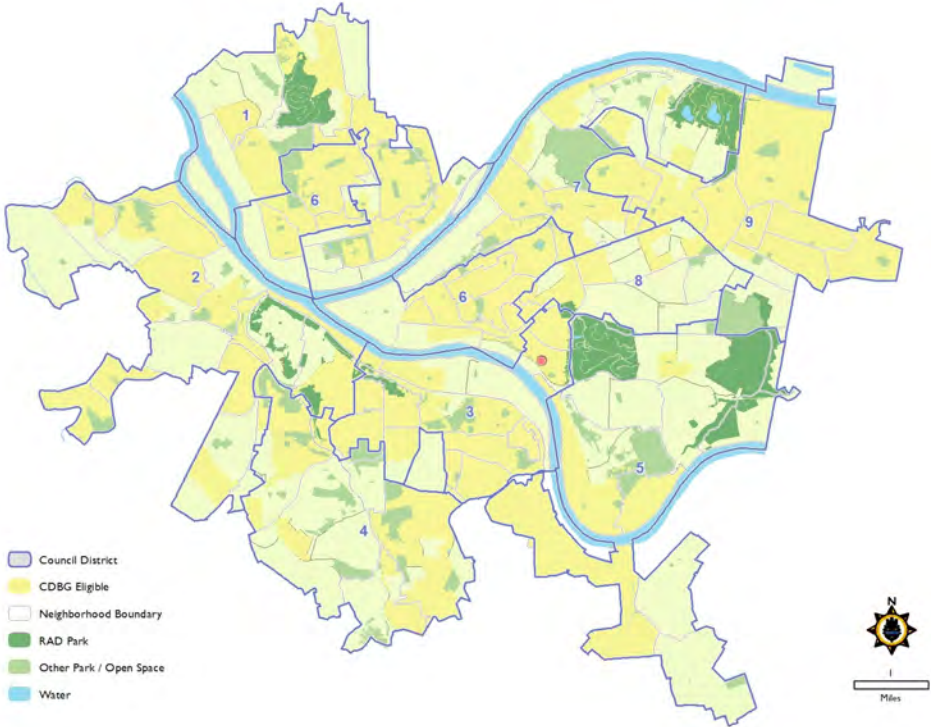 1
6
7
9
2
8
6
3
5
4
Council District
CDBG Eligible
Neighborhood Boundary
RAD Park
Other Park / Open Space
Water
N
1
Miles